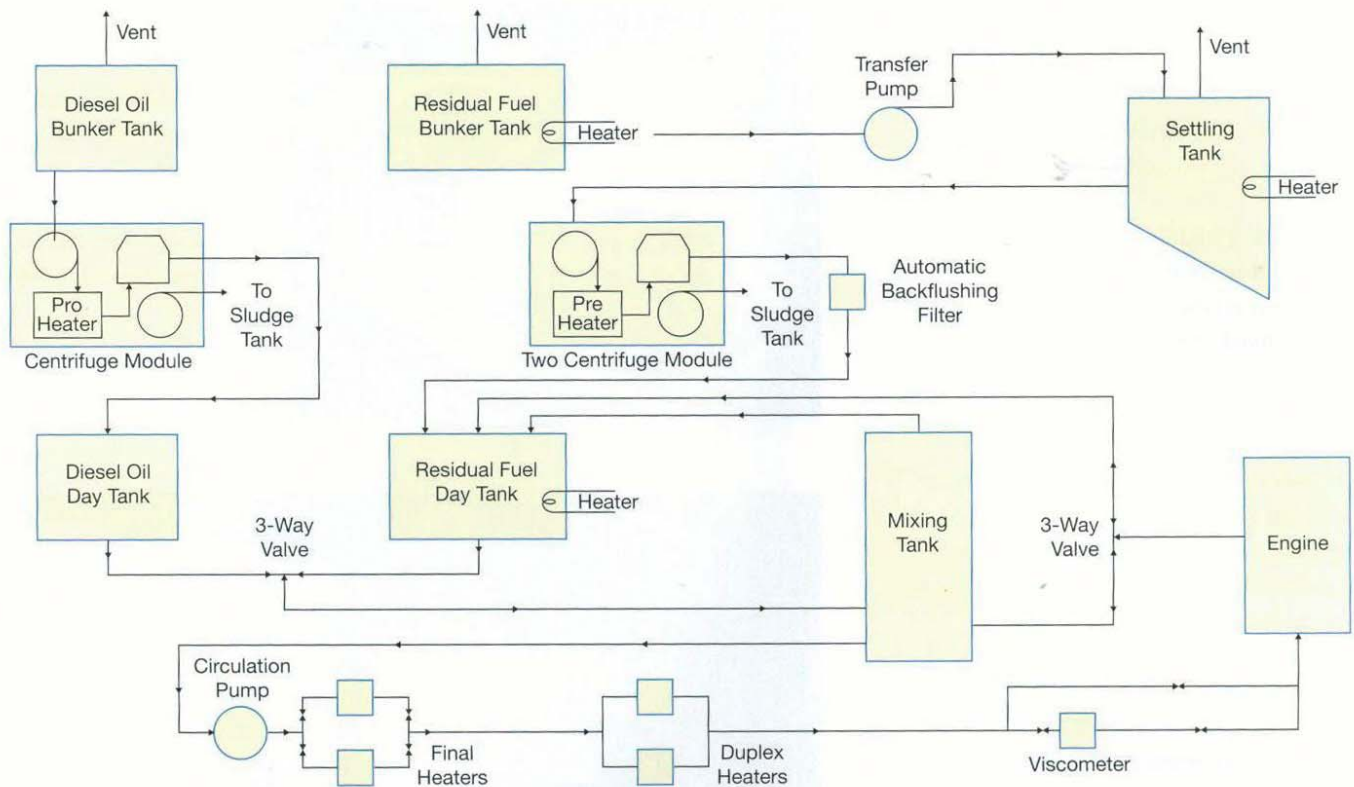 Vent
Vent
Vent
Diesel Oil
Bunker Tank
Residual Fuel
Bunker Tank
Heater
Transfer
Pump
Settling
Tank
Heater
Pro
Heater
To
Sludge
Tank
Centrifuge Module
Pre
Heater
To
Sludge
Tank
Two Centrifuge Module
Automatic
Backflushing
Filter
Diesel Oil
Day Tank
Residual Fuel
Day Tank
Heater
3-Way
Valve
Mixing
Tank
3-Way
Valve
Engine
Circulation
Pump
Final
Heaters
Duplex
Heaters
Viscometer